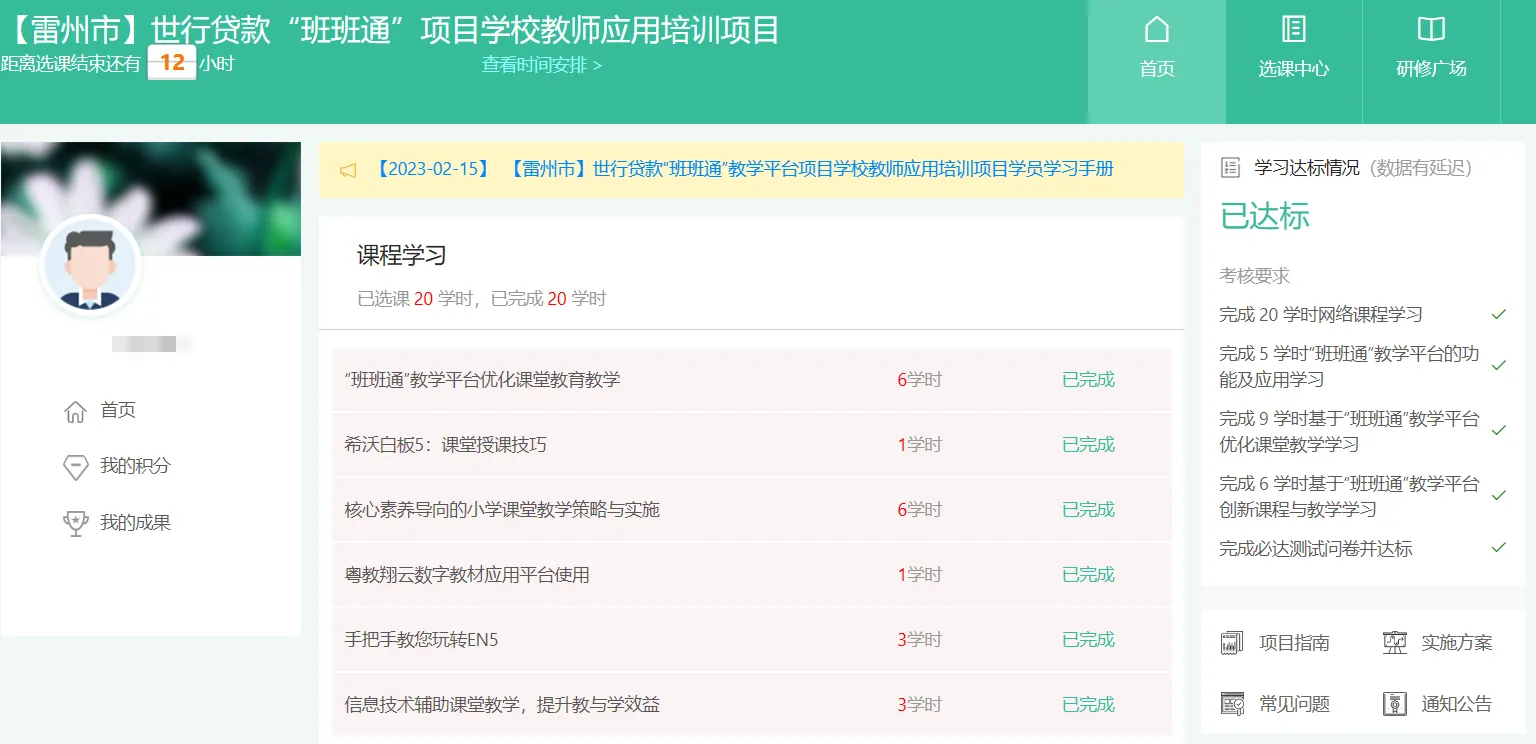 【雷州市】世行贷款“班班通”项目学校教师应用培训项目
距离选课结束还有 12 小时
查看时间安排 >
首页
选课中心
研修广场
首页
我的积分
我的成果
【2023-02-15】 【雷州市】世行贷款“班班通”教学平台项目学校教师应用培训项目学员学习手册
课程学习
已选课 20 学时，已完成 20 学时
“班班通”教学平台优化课堂教育教学 6学时 已完成
希沃白板5：课堂授课技巧 1学时 已完成
核心素养导向的小学课堂教学策略与实施 6学时 已完成
粤教翔云数字教材应用平台使用 1学时 已完成
手把手教您玩转EN5 3学时 已完成
信息技术辅助课堂教学，提升教与学效益 3学时 已完成
学习达标情况（数据有延迟）
已达标
考核要求
完成 20 学时网络课程学习
完成 5 学时“班班通”教学平台的功
能及应用学习
完成 9 学时基于“班班通”教学平台
优化课堂教学学习
完成 6 学时基于“班班通”教学平台
创新课程与教学学习
完成必达测试问卷并达标
项目指南 实施方案
常见问题 通知公告